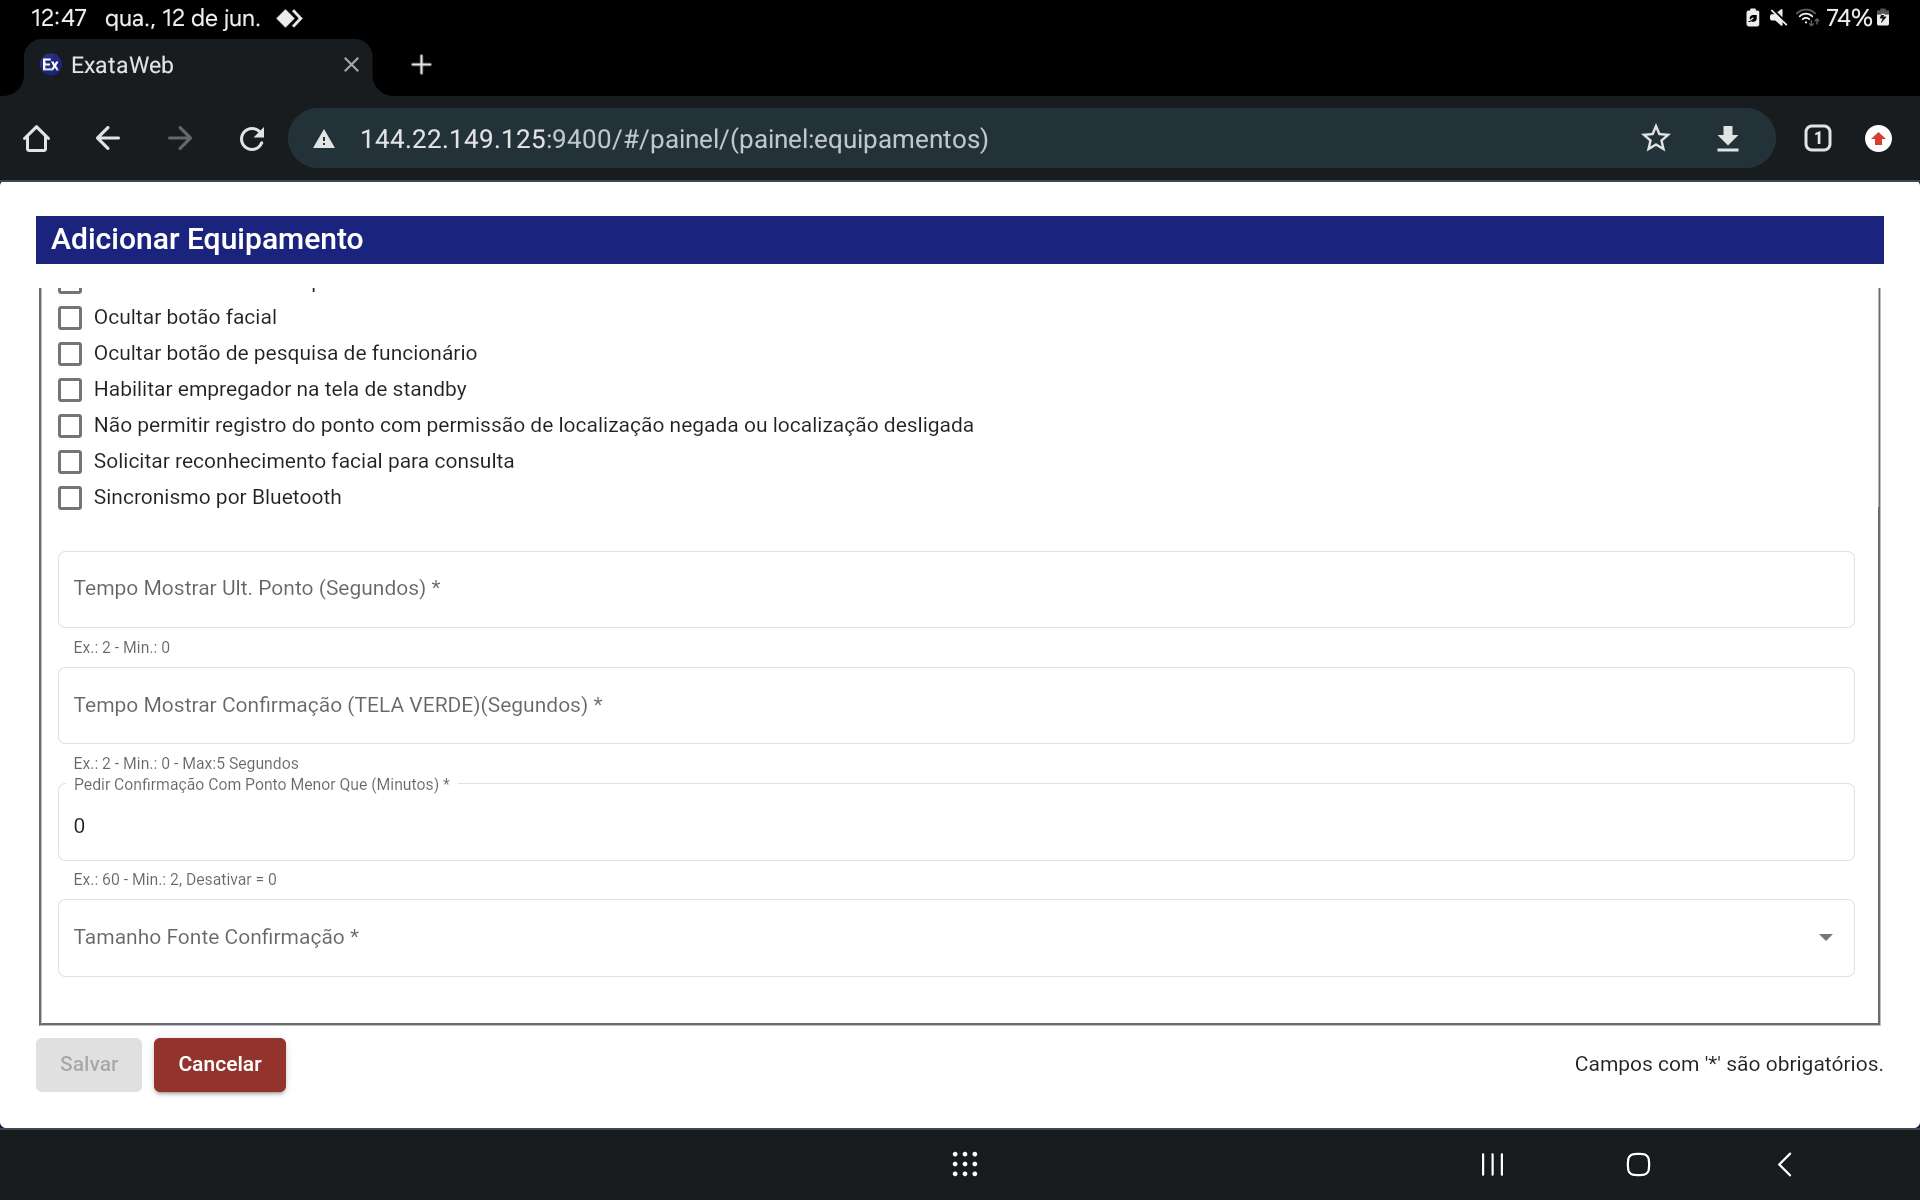 12:47 qua., 12 de jun. 74%
Ex ExataWeb
144.22.149.125:9400/#/painel/(painel:equipamentos) 1
Adicionar Equipamento
Ocultar botão facial
Ocultar botão de pesquisa de funcionário
Habilitar empregador na tela de standby
Não permitir registro do ponto com permissão de localização negada ou localização desligada
Solicitar reconhecimento facial para consulta
Sincronismo por Bluetooth
Tempo Mostrar Ult. Ponto (Segundos) *
Ex.: 2 - Min.: 0
Tempo Mostrar Confirmação (TELA VERDE)(Segundos) *
Ex.: 2 - Min.: 0 - Max:5 Segundos
Pedir Confirmação Com Ponto Menor Que (Minutos) *
0
Ex.: 60 - Min.: 2, Desativar = 0
Tamanho Fonte Confirmação *
Salvar Cancelar Campos com '*' são obrigatórios.